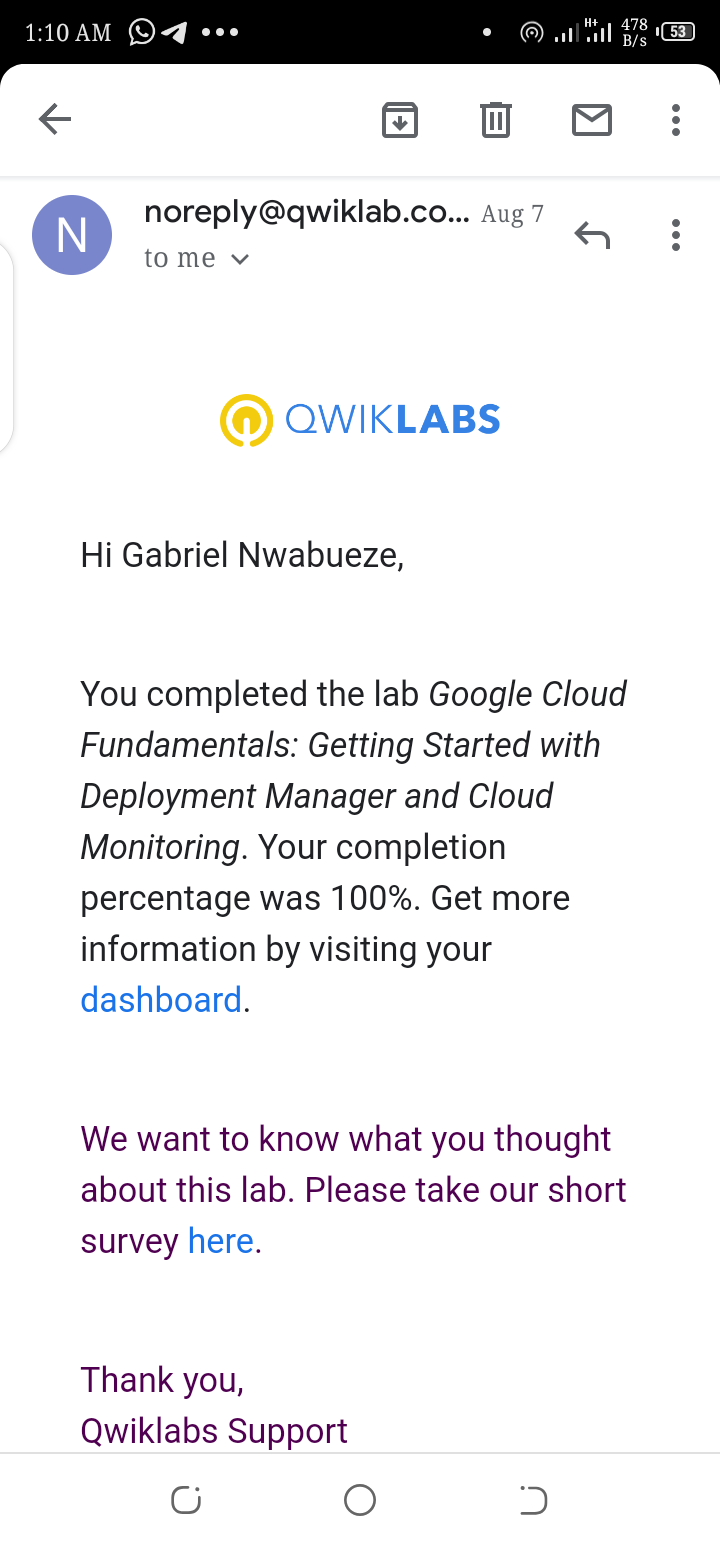 1:10 AM
H+
478
B/s
53
noreply@qwiklab.co... Aug 7
N
to me
QWIKLABS
Hi Gabriel Nwabueze,
You completed the lab Google Cloud
Fundamentals: Getting Started with
Deployment Manager and Cloud
Monitoring. Your completion
percentage was 100%. Get more
information by visiting your
dashboard.
We want to know what you thought
about this lab. Please take our short
survey here.
Thank you,
Qwiklabs Support